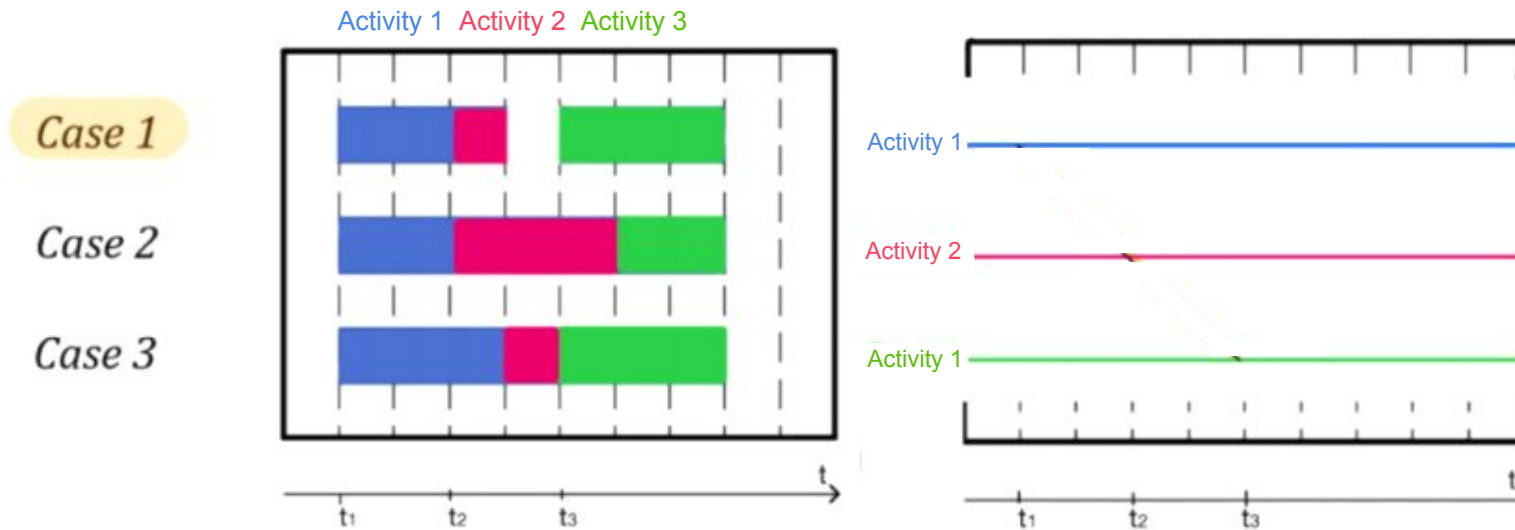 Activity 1 Activity 2 Activity 3
Case 1
Case 2
Case 3
t
t₁ t₂ t₃
Activity 1
Activity 2
Activity 1
t
t₁ t₂ t₃